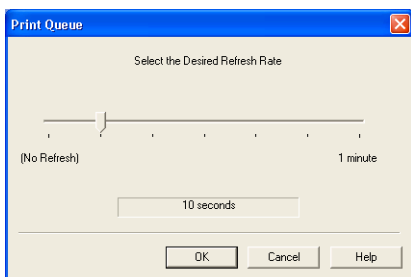 Print Queue
Select the Desired Refresh Rate
(No Refresh) 1 minute
10 seconds
OK Cancel Help